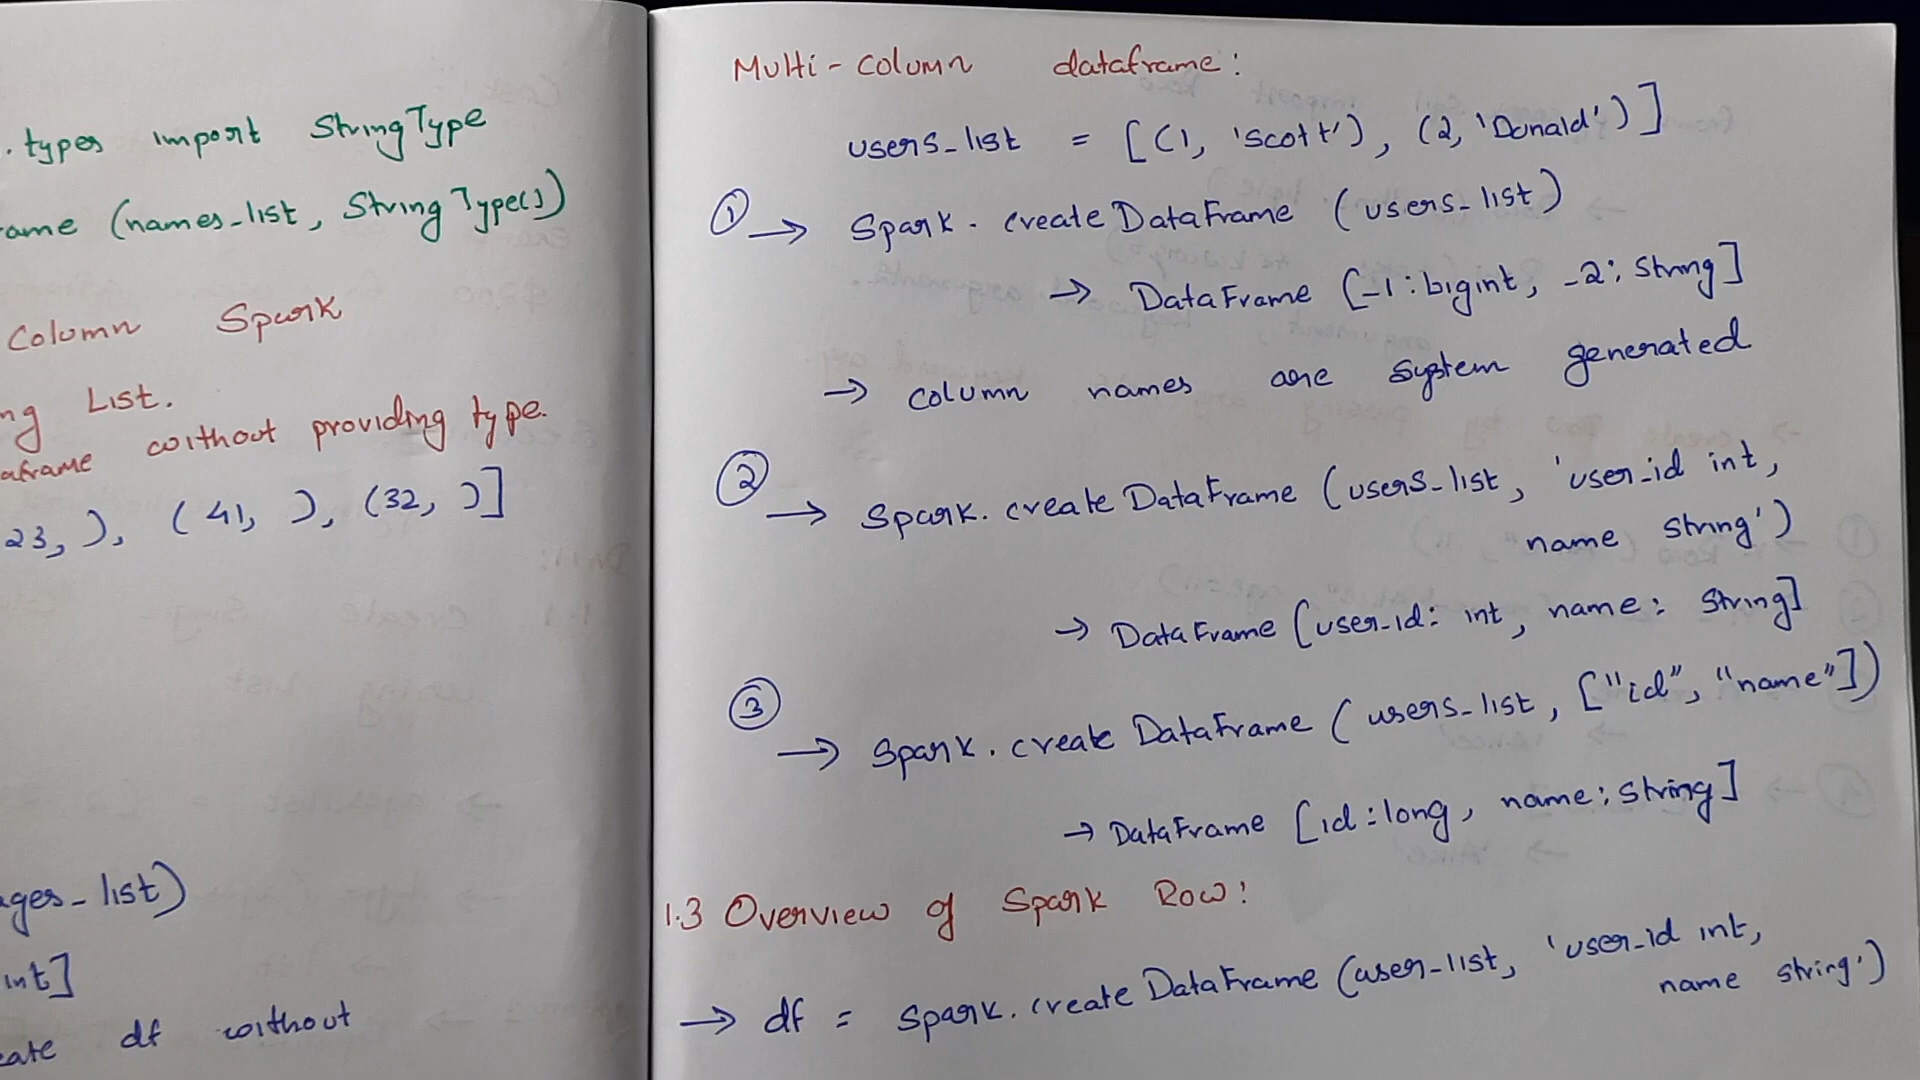 . types import StringType
ame (names_list, StringType())
Column Spark
ng List.
aframe without providing type.
23, ), (41, ), (32, )]
ges_list)
int]
eate df without
Multi-column dataframe:
users_list = [(1, 'Scott'), (2, 'Donald')]
① → Spark. createDataFrame (users_list)
→ DataFrame [_1:bigint, _2: string]
→ column names are system generated
② → Spark. createDataFrame (users_list, 'user_id int,
name string')
→ DataFrame [user_id: int, name: string]
③ → Spark. createDataFrame (users_list, ["id", "name"])
→ DataFrame [id:long, name:string]
1.3 Overview of Spark Row:
→ df = Spark. createDataFrame (user_list, 'user_id int,
name string')